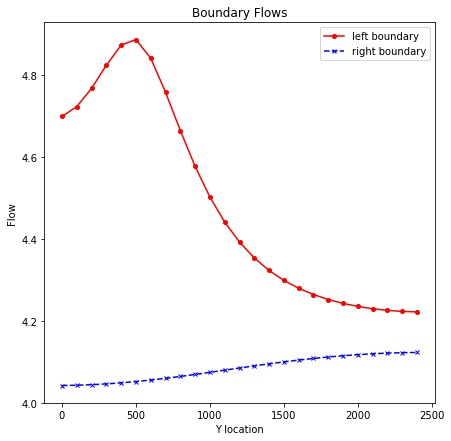 Boundary Flows
left boundary
right boundary
4.8
4.6
4.4
4.2
4.0
Flow
0
500
1000
1500
2000
2500
Y location